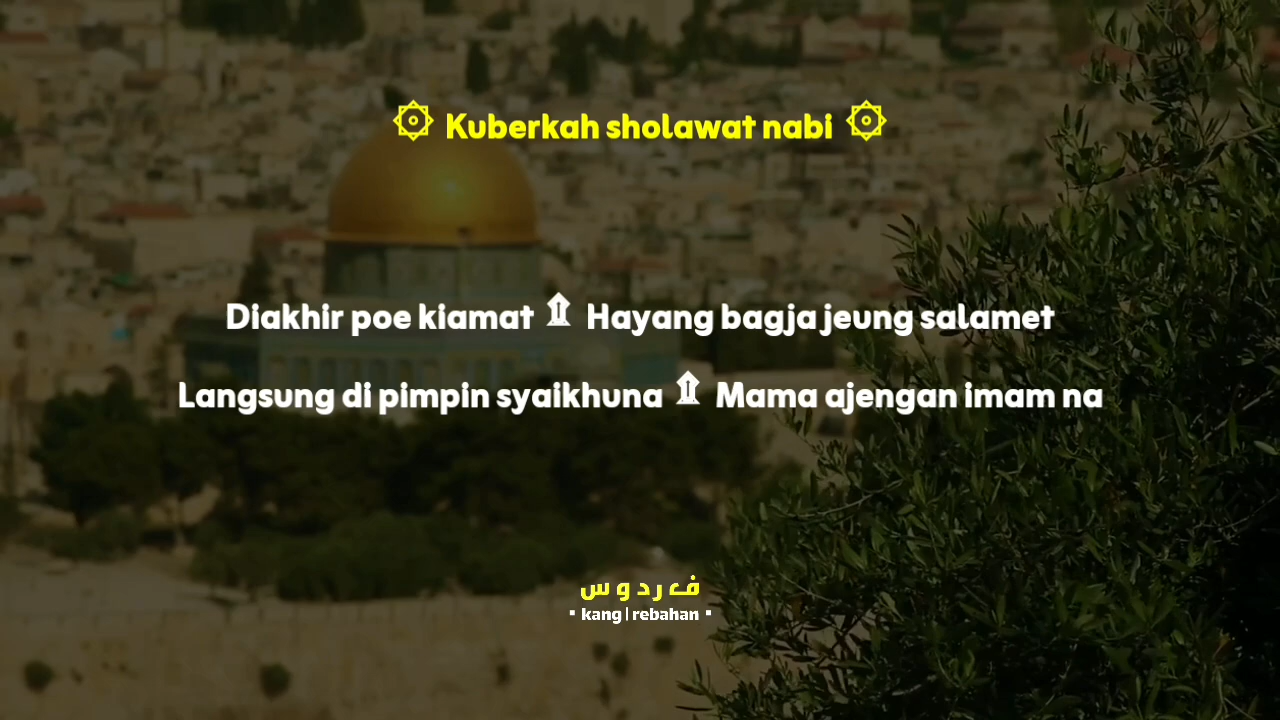 ۞ Kuberkah sholawat nabi ۞
Diakhir poe kiamat ۩ Hayang bagja jeung salamet
Langsung di pimpin syaikhuna ۩ Mama ajengan imam na
فے ر د و س
▪ kang | rebahan ▪